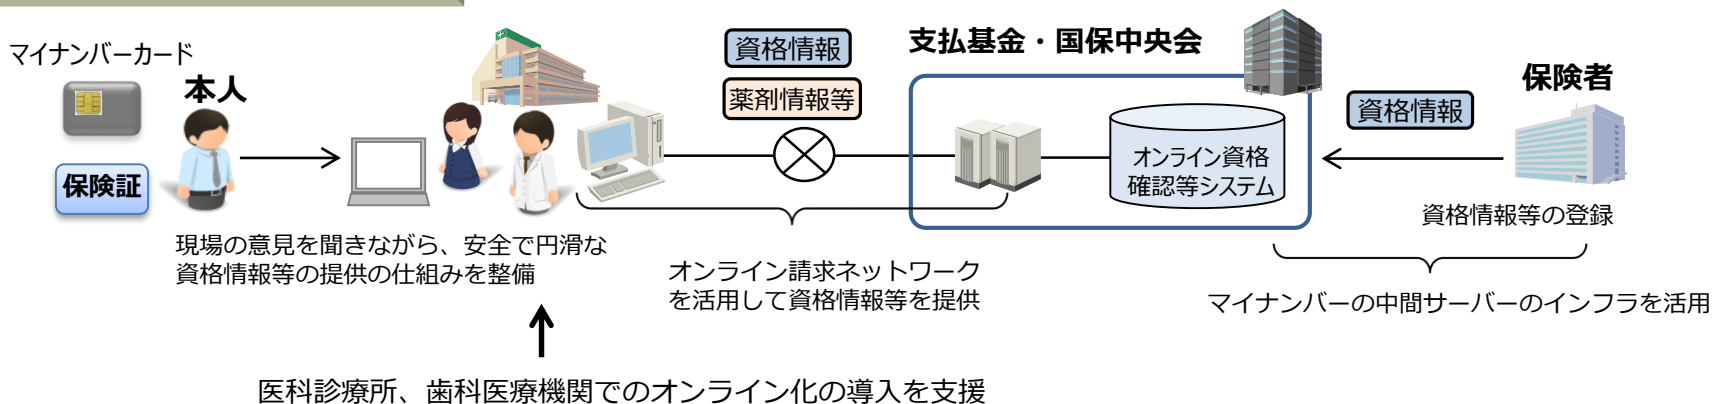 マイナンバーカード
本人
保険証
資格情報
薬剤情報等
支払基金・国保中央会
オンライン資格
確認等システム
保険者
資格情報
資格情報等の登録
現場の意見を聞きながら、安全で円滑な
資格情報等の提供の仕組みを整備
オンライン請求ネットワーク
を活用して資格情報等を提供
マイナンバーの中間サーバーのインフラを活用
医科診療所、歯科医療機関でのオンライン化の導入を支援